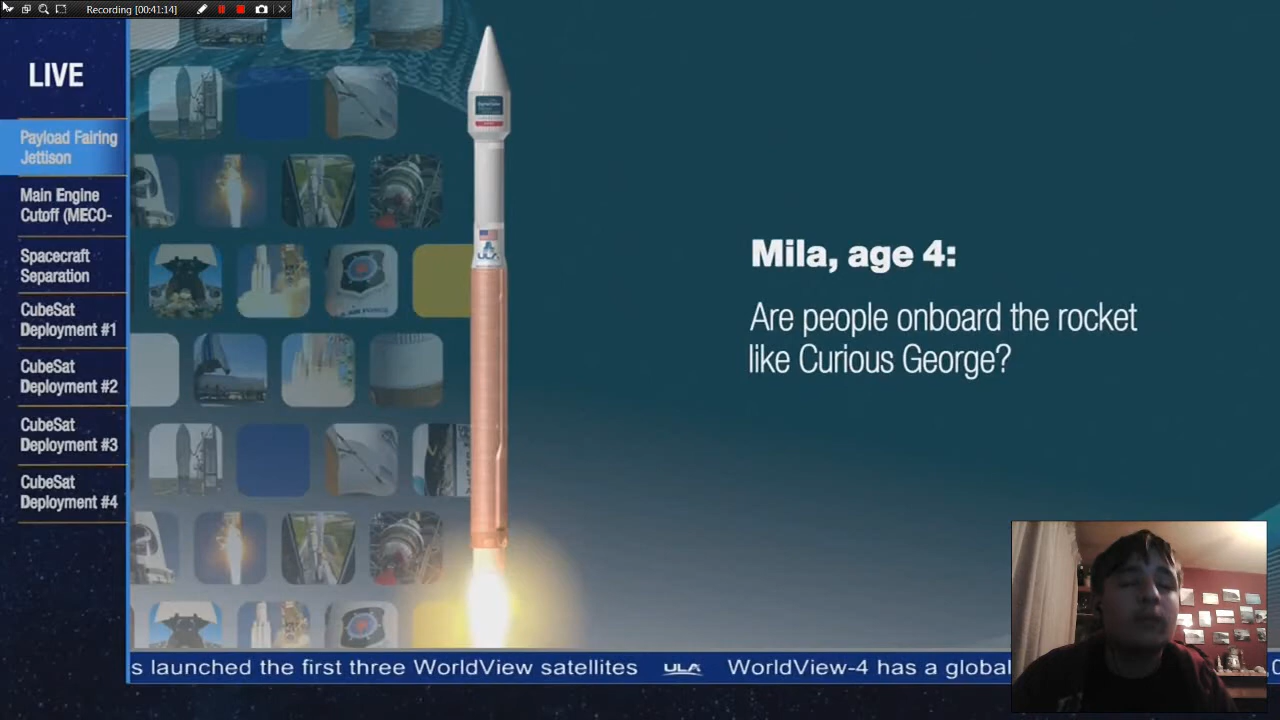 Recording [00:41:14]
LIVE
Payload Fairing
Jettison
Main Engine
Cutoff (MECO-
Spacecraft
Separation
CubeSat
Deployment #1
CubeSat
Deployment #2
CubeSat
Deployment #3
CubeSat
Deployment #4
ULA
Mila, age 4:
Are people onboard the rocket
like Curious George?
s launched the first three WorldView satellites ULA WorldView-4 has a global